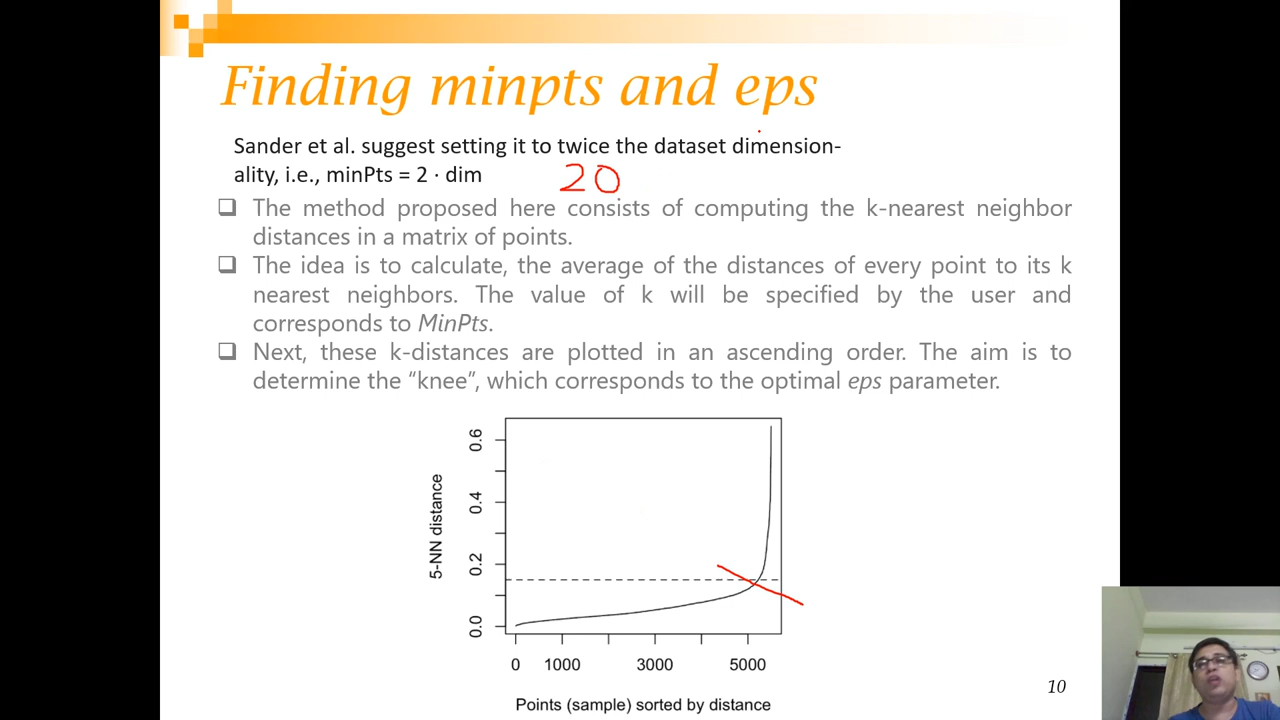 Finding minpts and eps
Sander et al. suggest setting it to twice the dataset dimension-
ality, i.e., minPts = 2 · dim
20
❑ The method proposed here consists of computing the k-nearest neighbor
distances in a matrix of points.
❑ The idea is to calculate, the average of the distances of every point to its k
nearest neighbors. The value of k will be specified by the user and
corresponds to MinPts.
❑ Next, these k-distances are plotted in an ascending order. The aim is to
determine the “knee”, which corresponds to the optimal eps parameter.
5-NN distance
0.6
0.4
0.2
0.0
0 1000 3000 5000
Points (sample) sorted by distance
10